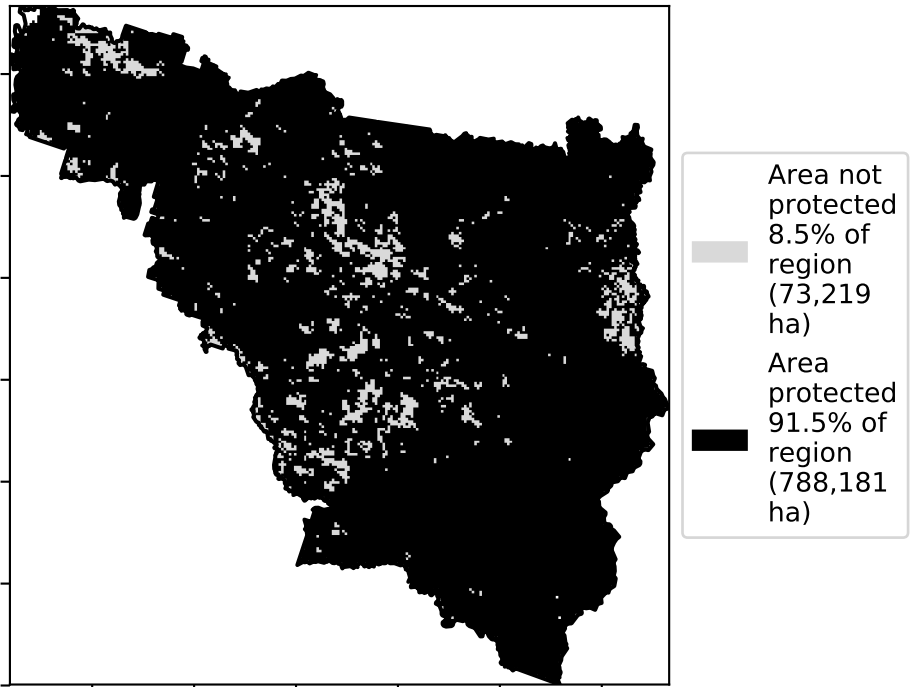 Area not
protected
8.5% of
region
(73,219
ha)
Area
protected
91.5% of
region
(788,181
ha)